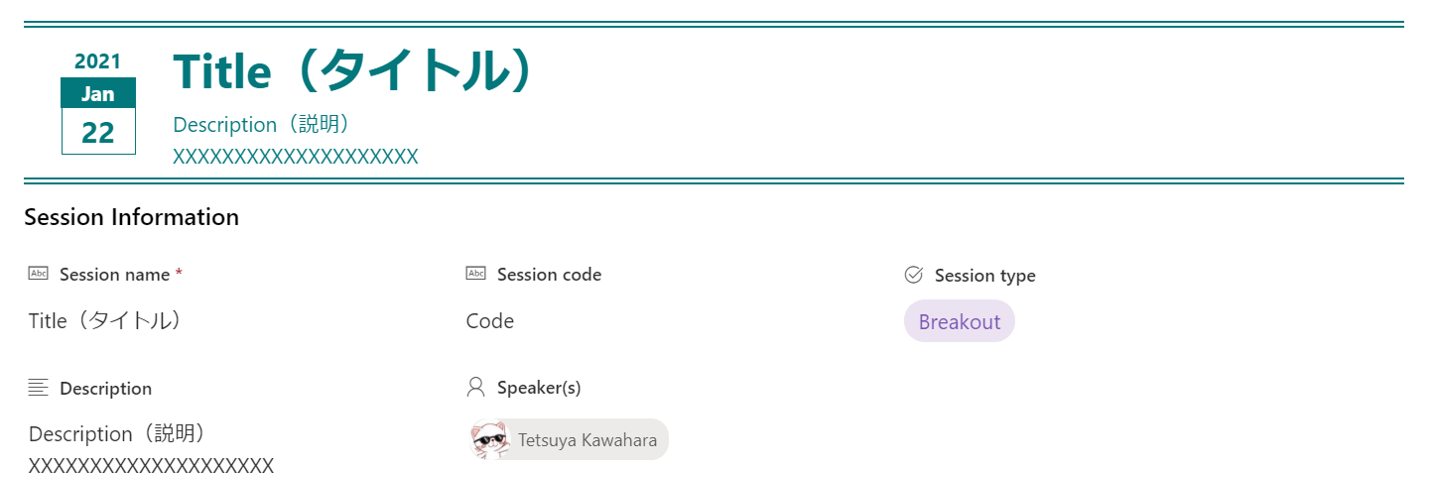 2021
Jan
22
Title（タイトル）
Description（説明）
XXXXXXXXXXXXXXXXXXXX
Session Information
Abc Session name *
Title（タイトル）
Abc Session code
Code
Session type
Breakout
Description
Description（説明）
XXXXXXXXXXXXXXXXXXXX
Speaker(s)
Tetsuya Kawahara